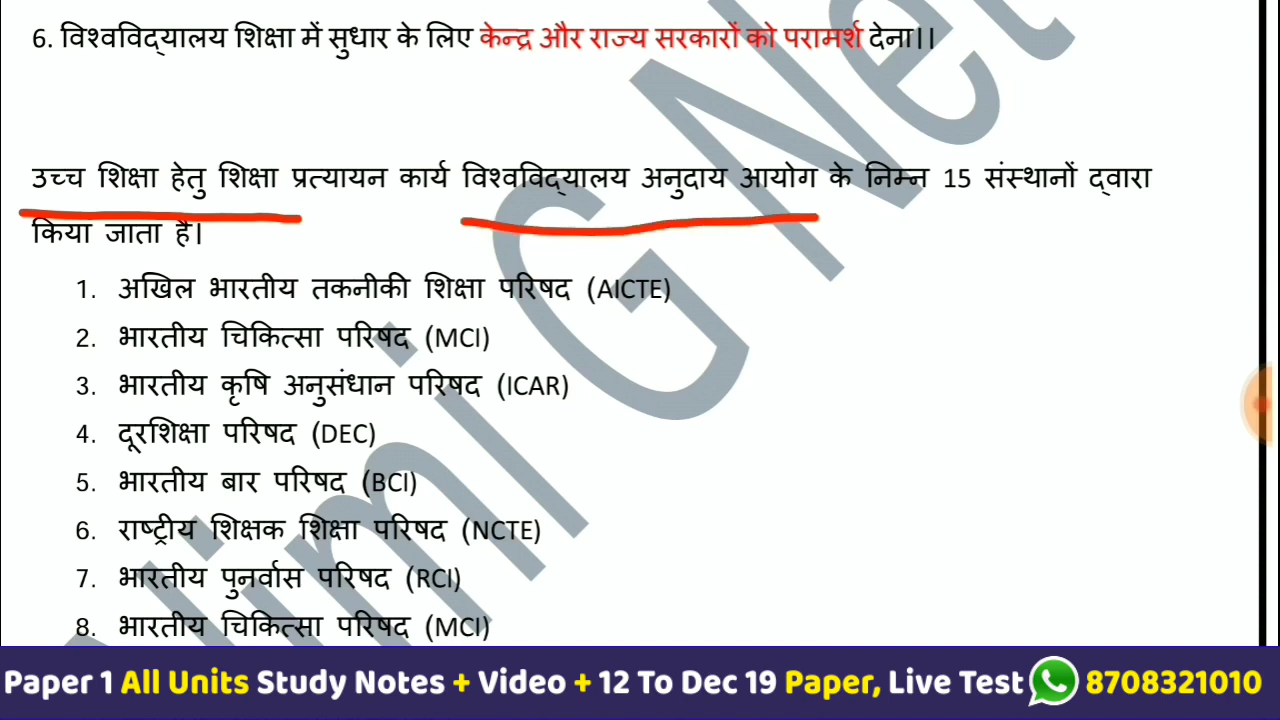 6. विश्वविद्यालय शिक्षा में सुधार के लिए केन्द्र और राज्य सरकारों को परामर्श देना।।
उच्च शिक्षा हेतु शिक्षा प्रत्यायन कार्य विश्वविद्यालय अनुदाय आयोग के निम्न 15 संस्थानों द्वारा
किया जाता है।
1. अखिल भारतीय तकनीकी शिक्षा परिषद (AICTE)
2. भारतीय चिकित्सा परिषद (MCI)
3. भारतीय कृषि अनुसंधान परिषद (ICAR)
4. दूरशिक्षा परिषद (DEC)
5. भारतीय बार परिषद (BCI)
6. राष्ट्रीय शिक्षक शिक्षा परिषद (NCTE)
7. भारतीय पुनर्वास परिषद (RCI)
8. भारतीय चिकित्सा परिषद (MCI)
Nimi G Net
Paper 1 All Units Study Notes + Video + 12 To Dec 19 Paper, Live Test 8708321010